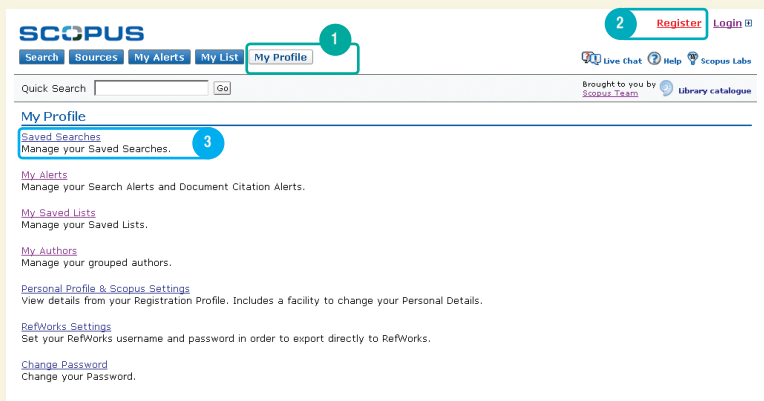 SCOPUS
1
2
Register Login
Search Sources My Alerts My List My Profile
Live Chat Help Scopus Labs
Quick Search Go
Brought to you by
Scopus Team
Library catalogue
My Profile
Saved Searches
3
Manage your Saved Searches.
My Alerts
Manage your Search Alerts and Document Citation Alerts.
My Saved Lists
Manage your Saved Lists.
My Authors
Manage your grouped authors.
Personal Profile & Scopus Settings
View details from your Registration Profile. Includes a facility to change your Personal Details.
RefWorks Settings
Set your RefWorks username and password in order to export directly to RefWorks.
Change Password
Change your Password.